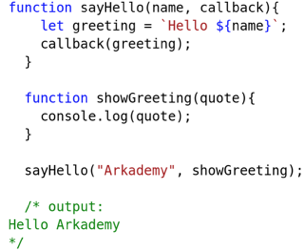 function sayHello(name, callback){
let greeting = `Hello ${name}`;
callback(greeting);
}
function showGreeting(quote){
console.log(quote);
}
sayHello("Arkademy", showGreeting);
/* output:
Hello Arkademy
*/